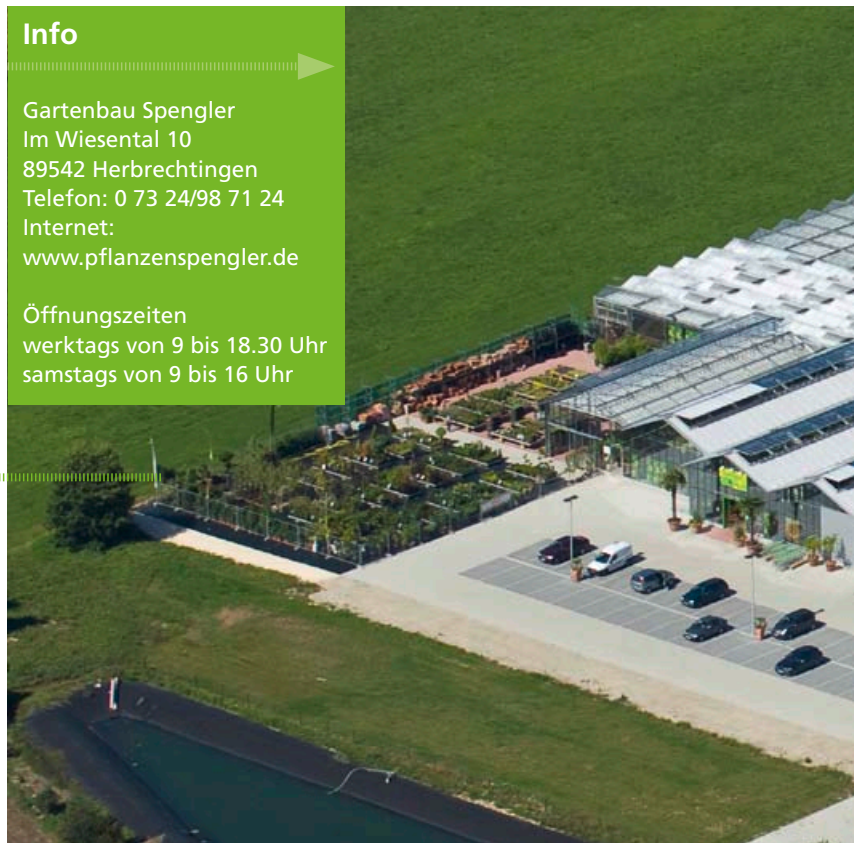 Info
Gartenbau Spengler
Im Wiesental 10
89542 Herbrechtingen
Telefon: 0 73 24/98 71 24
Internet:
www.pflanzenspengler.de
Öffnungszeiten
werktags von 9 bis 18.30 Uhr
samstags von 9 bis 16 Uhr